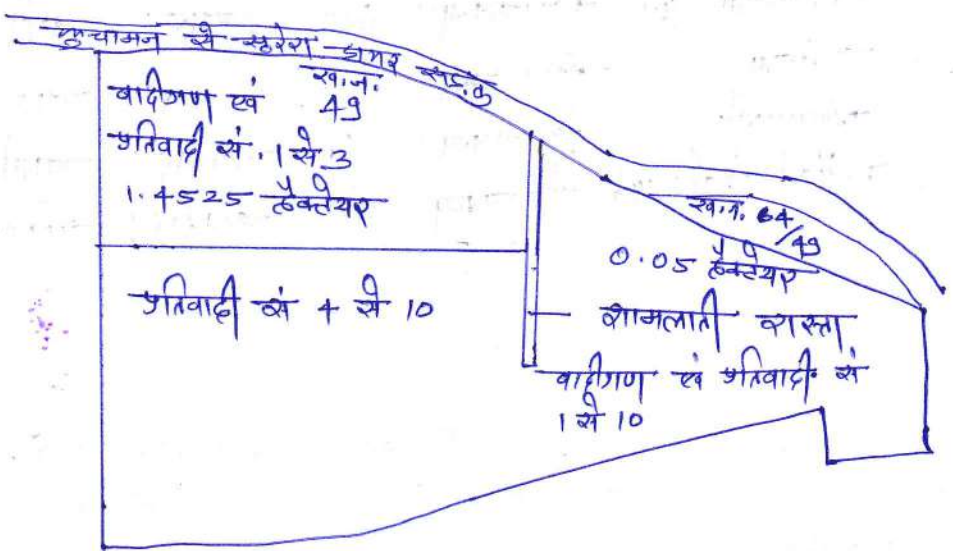 कुचामन से रूपेरा डामर सड़क
ख.न.
वादीगण एवं 49
प्रतिवादी सं. 1 से 3
1.4525 हैक्टेयर
ख.न. 64/49
0.05 हैक्टेयर
प्रतिवादी सं 4 से 10
शामलाती रास्ता
वादीगण एवं प्रतिवादी सं
1 से 10